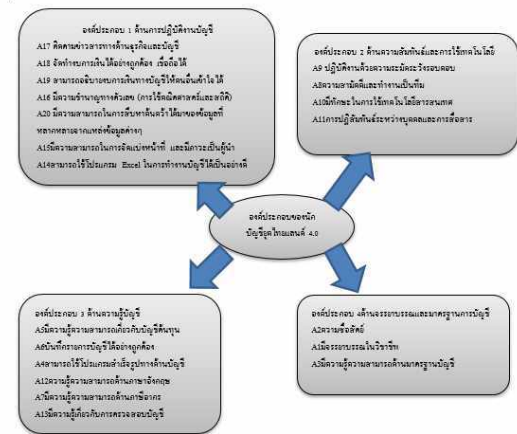 องค์ประกอบ 1 ด้านการปฏิบัติงานบัญชี
A17 ติดตามข่าวสารทางด้านธุรกิจและบัญชี
A18 จัดทำงบการเงินได้อย่างถูกต้อง เชื่อถือได้
A19 สามารถอธิบายงบการเงินทางบัญชีให้คนอื่นเข้าใจได้
A16 มีความชำนาญทางตัวเลข (การใช้คณิตศาสตร์และสถิติ)
A20 มีความสามารถในการสืบหาค้นคว้าได้มาของข้อมูลที่
หลากหลายจากแหล่งข้อมูลต่างๆ
A15มีความสามารถในการจัดแบ่งหน้าที่ และมีภาวะเป็นผู้นำ
A14สามารถใช้โปรแกรม Excel ในการทำงานบัญชีได้เป็นอย่างดี
องค์ประกอบ 2 ด้านความสัมพันธ์และการใช้เทคโนโลยี
A9 ปฏิบัติงานด้วยความระมัดระวังรอบคอบ
A8ความสามัคคีและทำงานเป็นทีม
A10มีทักษะในการใช้เทคโนโลยีสารสนเทศ
A11การปฏิสัมพันธ์ระหว่างบุคคลและการสื่อสาร
องค์ประกอบของนัก
บัญชียุคไทยแลนด์ 4.0
องค์ประกอบ 3 ด้านความรู้บัญชี
A5มีความรู้ความสามารถเกี่ยวกับบัญชีต้นทุน
A6บันทึกรายการบัญชีได้อย่างถูกต้อง
A4สามารถใช้โปรแกรมสำเร็จรูปทางด้านบัญชี
A12ความรู้ความสามารถด้านภาษาอังกฤษ
A7มีความรู้ความสามารถด้านภาษีอากร
A13มีความรู้เกี่ยวกับการตรวจสอบบัญชี
องค์ประกอบ 4ด้านจรรยาบรรณและมาตรฐานการบัญชี
A2ความซื่อสัตย์
A1มีจรรยาบรรณในวิชาชีพ
A3มีความรู้ความสามารถด้านมาตรฐานบัญชี